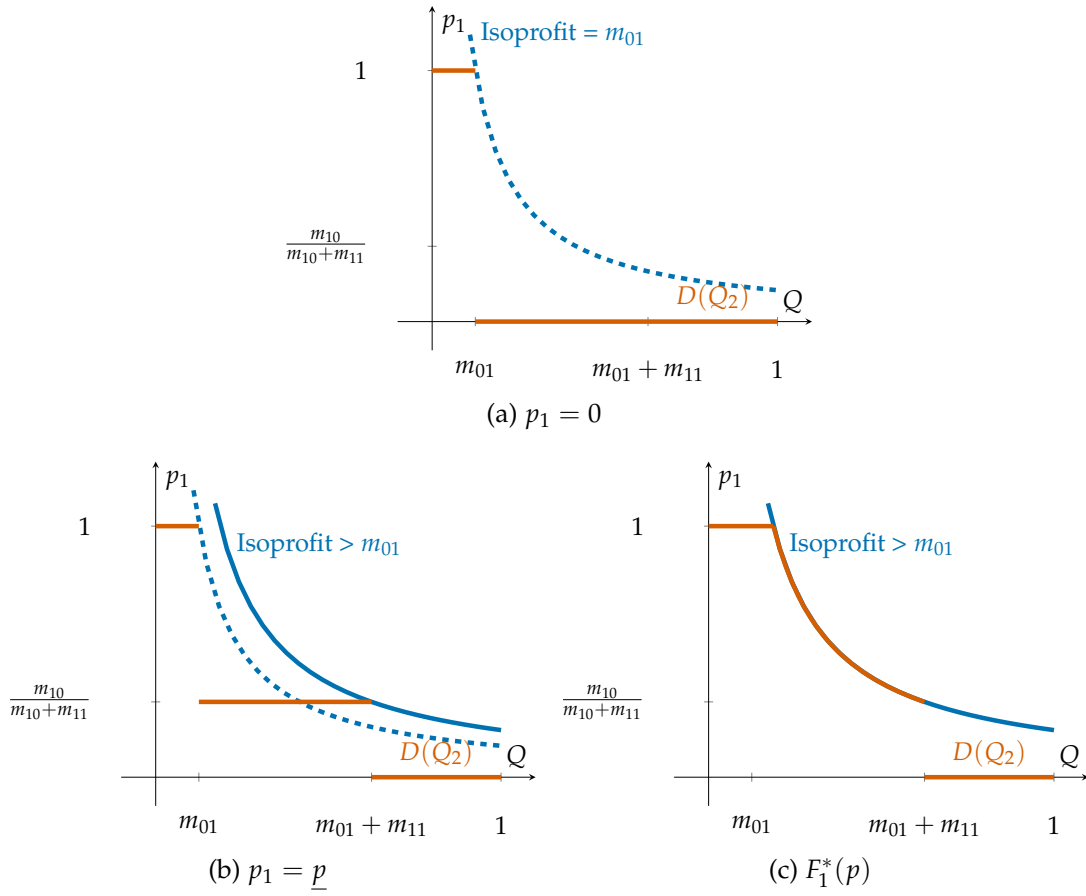 p₁
Isoprofit = m₀₁
1
m₁₀
m₁₀+m₁₁
D(Q₂)
Q
m₀₁
m₀₁ + m₁₁
1
(a) p₁ = 0
p₁
1
Isoprofit > m₀₁
m₁₀
m₁₀+m₁₁
D(Q₂)
Q
m₀₁
m₀₁ + m₁₁
1
(b) p₁ = p̲
p₁
1
Isoprofit > m₀₁
m₁₀
m₁₀+m₁₁
D(Q₂)
Q
m₀₁
m₀₁ + m₁₁
1
(c) F₁*(p)